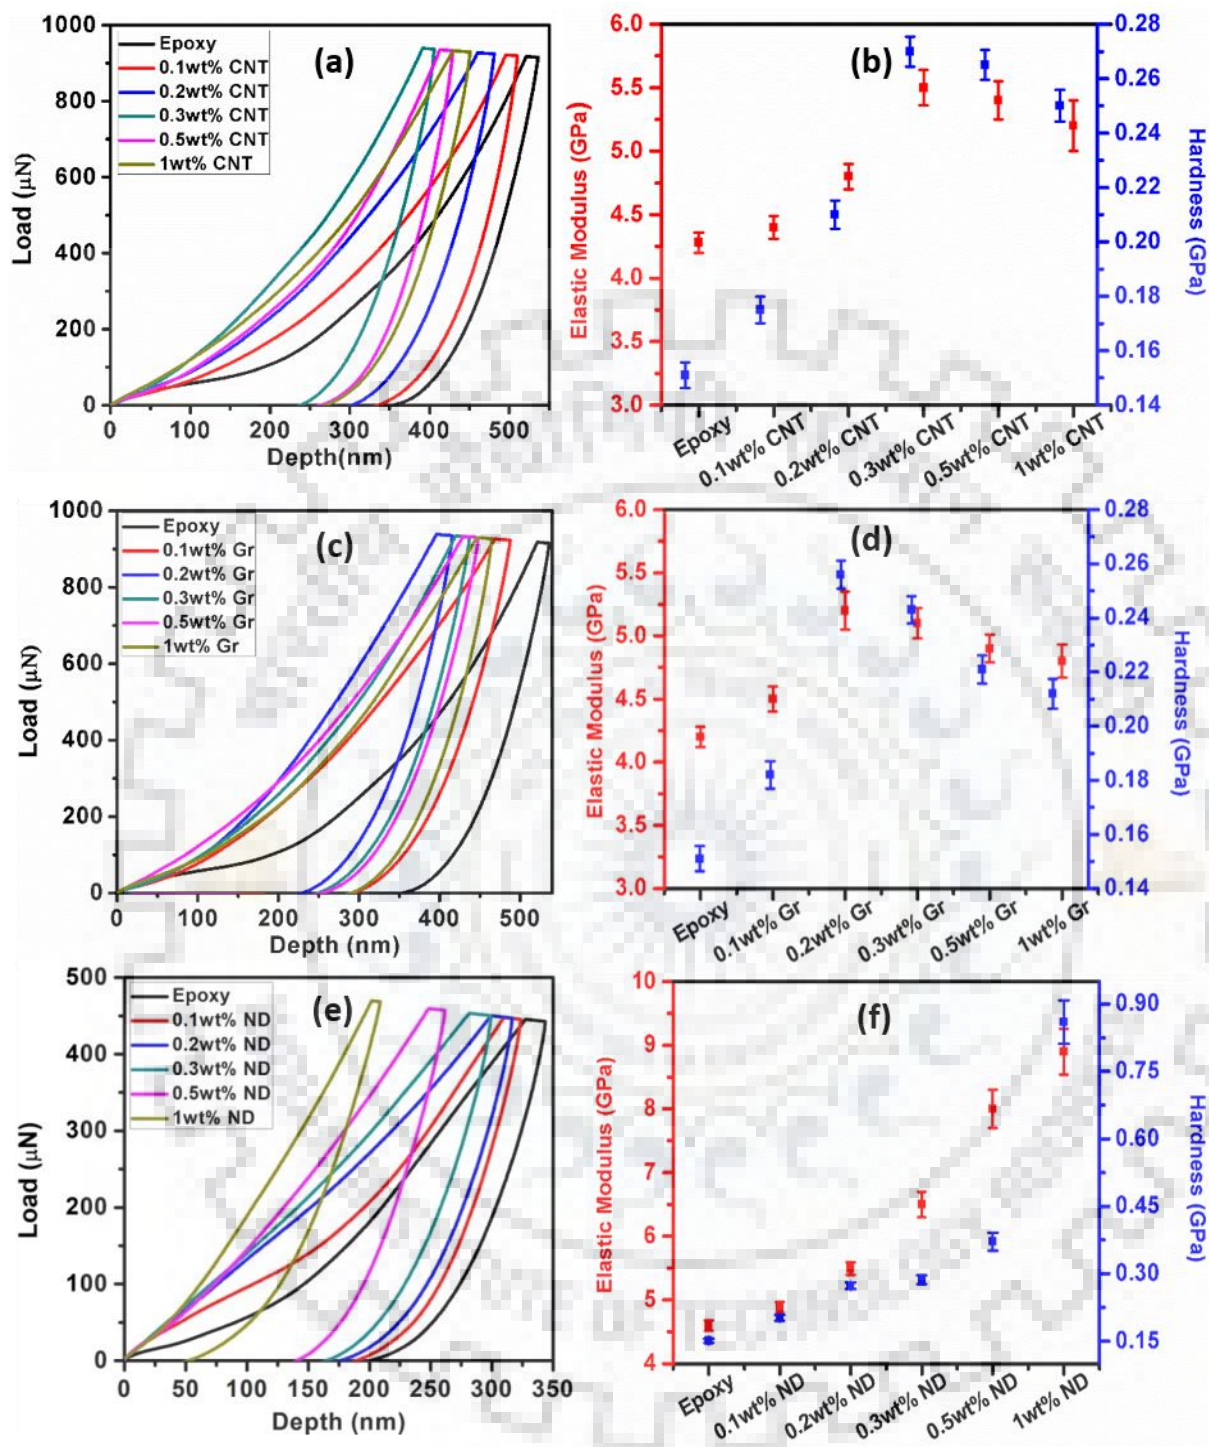 (a)
Load (μN)
1000
800
600
400
200
0
Epoxy
0.1wt% CNT
0.2wt% CNT
0.3wt% CNT
0.5wt% CNT
1wt% CNT
0 100 200 300 400 500
Depth(nm)
(b)
Elastic Modulus (GPa)
6.0
5.5
5.0
4.5
4.0
3.5
3.0
Hardness (GPa)
0.28
0.26
0.24
0.22
0.20
0.18
0.16
0.14
Epoxy
0.1wt% CNT
0.2wt% CNT
0.3wt% CNT
0.5wt% CNT
1wt% CNT
(c)
Load (μN)
1000
800
600
400
200
0
Epoxy
0.1wt% Gr
0.2wt% Gr
0.3wt% Gr
0.5wt% Gr
1wt% Gr
0 100 200 300 400 500
Depth (nm)
(d)
Elastic Modulus (GPa)
6.0
5.5
5.0
4.5
4.0
3.5
3.0
Hardness (GPa)
0.28
0.26
0.24
0.22
0.20
0.18
0.16
0.14
Epoxy
0.1wt% Gr
0.2wt% Gr
0.3wt% Gr
0.5wt% Gr
1wt% Gr
(e)
Load (μN)
500
400
300
200
100
0
Epoxy
0.1wt% ND
0.2wt% ND
0.3wt% ND
0.5wt% ND
1wt% ND
0 50 100 150 200 250 300 350
Depth (nm)
(f)
Elastic Modulus (GPa)
10
9
8
7
6
5
4
Hardness (GPa)
0.90
0.75
0.60
0.45
0.30
0.15
Epoxy
0.1wt% ND
0.2wt% ND
0.3wt% ND
0.5wt% ND
1wt% ND